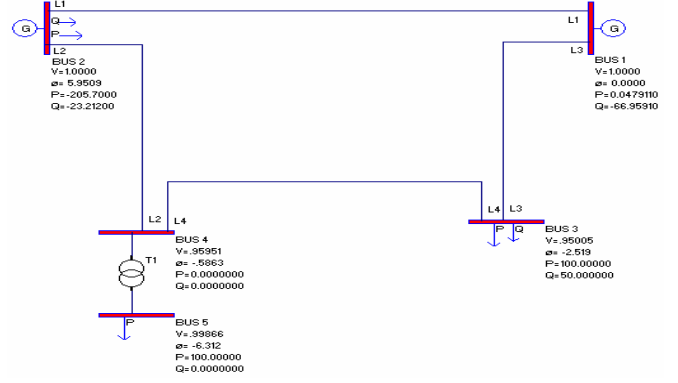 L1
G
Q
P
L2
BUS 2
V=1.0000
ø= 5.9509
P=-205.7000
Q=-23.21200
L1
G
L3
BUS 1
V=1.0000
ø= 0.0000
P=0.0479110
Q=-66.95910
L2 L4
BUS 4
V=.95951
ø= -.5863
P=0.0000000
Q=0.0000000
T1
L4 L3
P Q
BUS 3
V=.95005
ø= -2.519
P=100.00000
Q=50.000000
P
BUS 5
V=.99866
ø= -6.312
P=100.00000
Q=0.0000000